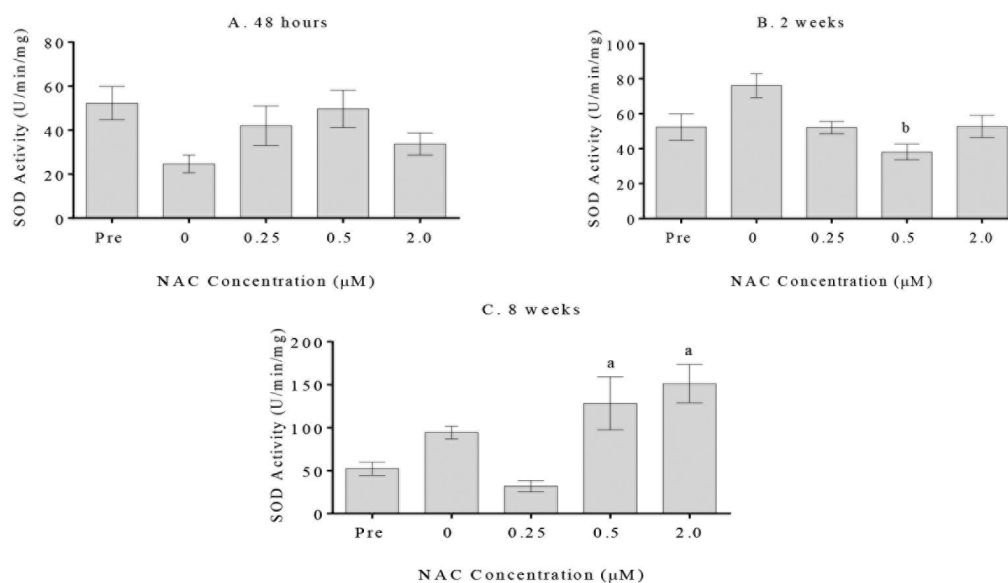 A. 48 hours
SOD Activity (U/min/mg)
80
60
40
20
0
Pre 0 0.25 0.5 2.0
NAC Concentration (μM)
B. 2 weeks
SOD Activity (U/min/mg)
100
80
60
40
20
0
b
Pre 0 0.25 0.5 2.0
NAC Concentration (μM)
C. 8 weeks
SOD Activity (U/min/mg)
200
150
100
50
0
a a
Pre 0 0.25 0.5 2.0
NAC Concentration (μM)